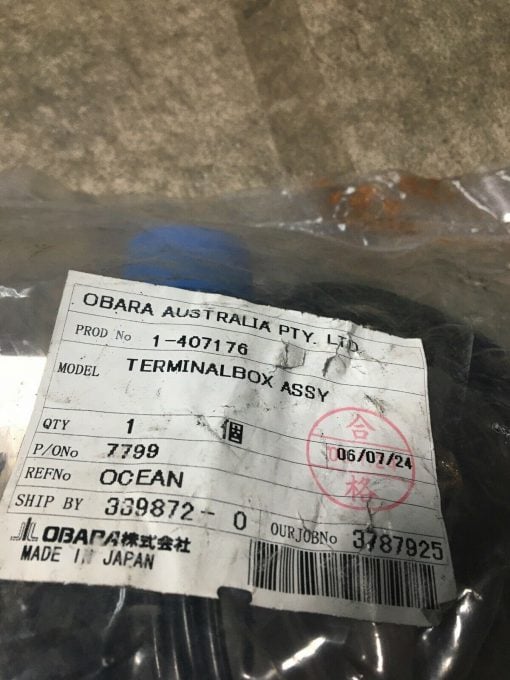 OBARA AUSTRALIA PTY. LTD.
PROD No 1-407176
MODEL TERMINALBOX ASSY
QTY 1 個
合
06/07/24
格
P/ONo 7799
REFNo OCEAN
SHIP BY 339872-0 OURJOBNo 3787925
OBARA株式会社
MADE IN JAPAN